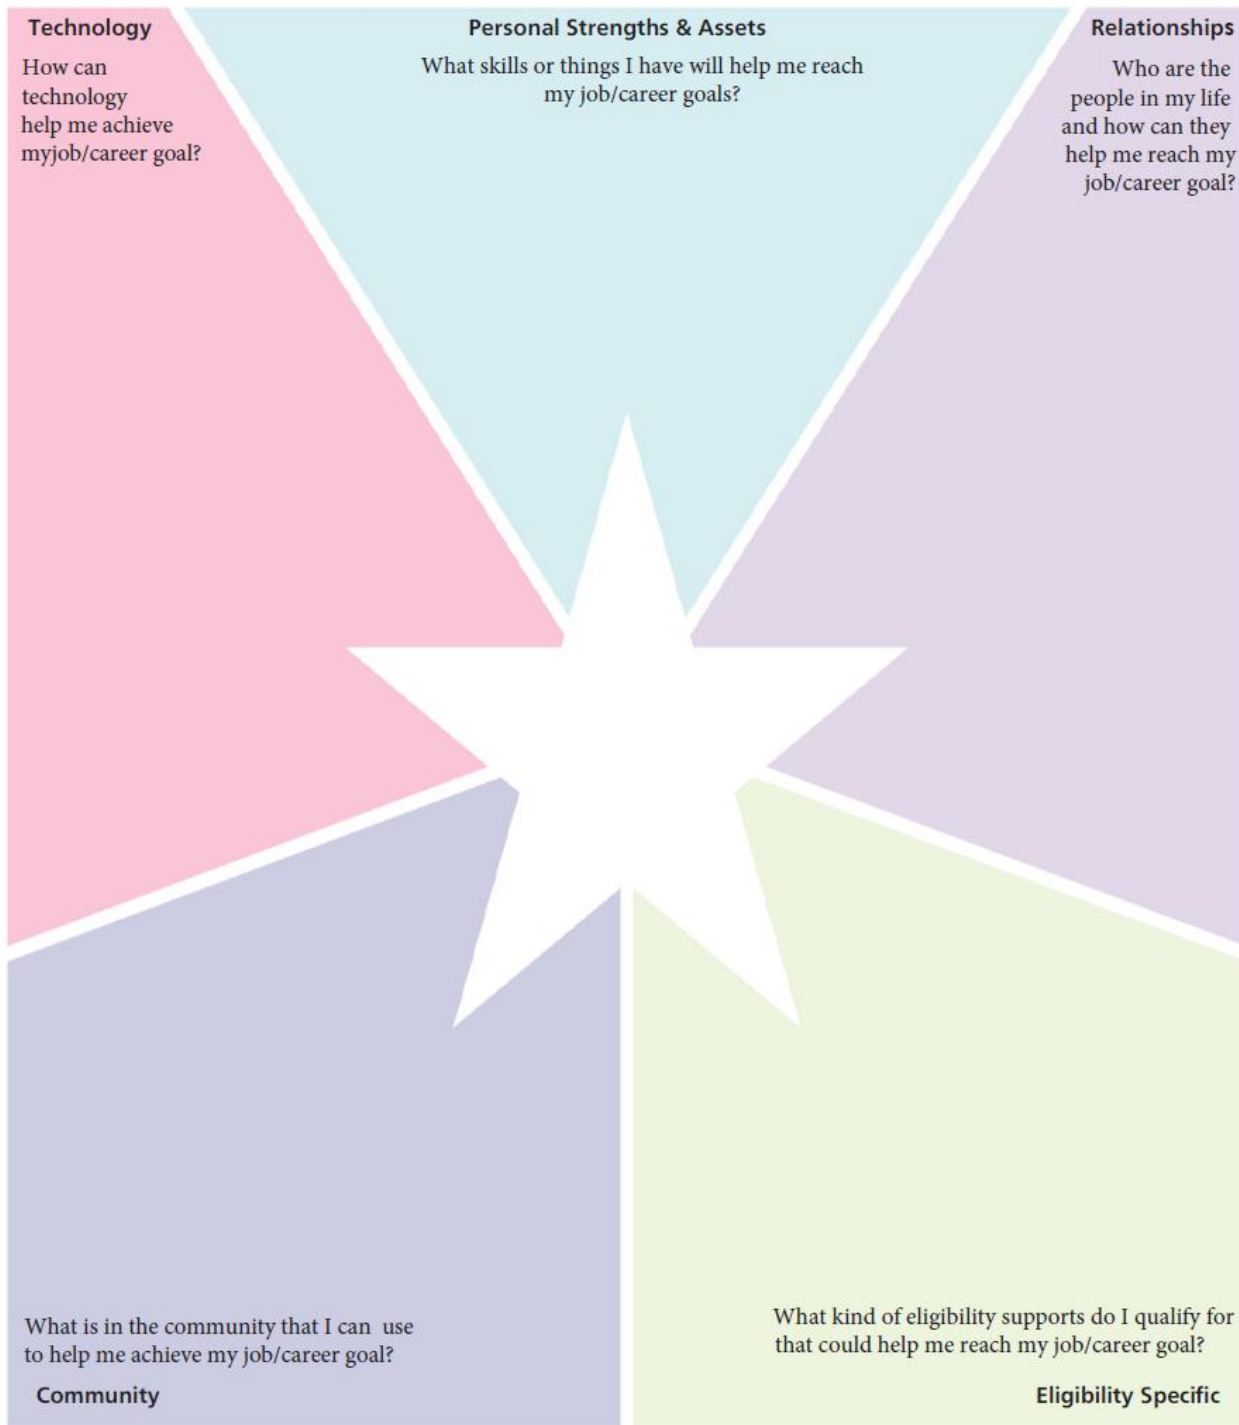 Technology
How can
technology
help me achieve
myjob/career goal?
Personal Strengths & Assets
What skills or things I have will help me reach
my job/career goals?
Relationships
Who are the
people in my life
and how can they
help me reach my
job/career goal?
What is in the community that I can use
to help me achieve my job/career goal?
Community
What kind of eligibility supports do I qualify for
that could help me reach my job/career goal?
Eligibility Specific